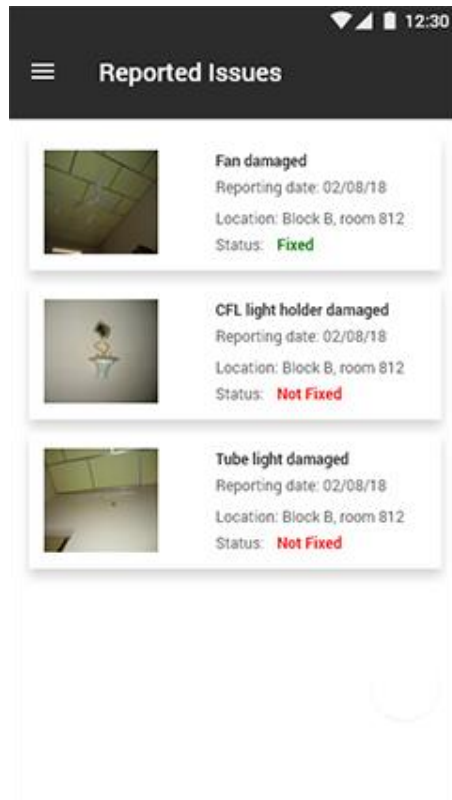 12:30
Reported Issues
Fan damaged
Reporting date: 02/08/18
Location: Block B, room 812
Status: Fixed
CFL light holder damaged
Reporting date: 02/08/18
Location: Block B, room 812
Status: Not Fixed
Tube light damaged
Reporting date: 02/08/18
Location: Block B, room 812
Status: Not Fixed